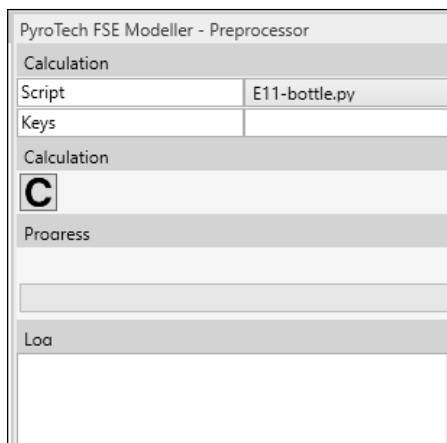 PyroTech FSE Modeller - Preprocessor
Calculation
Script E11-bottle.py
Keys
Calculation
C
Progress
Log